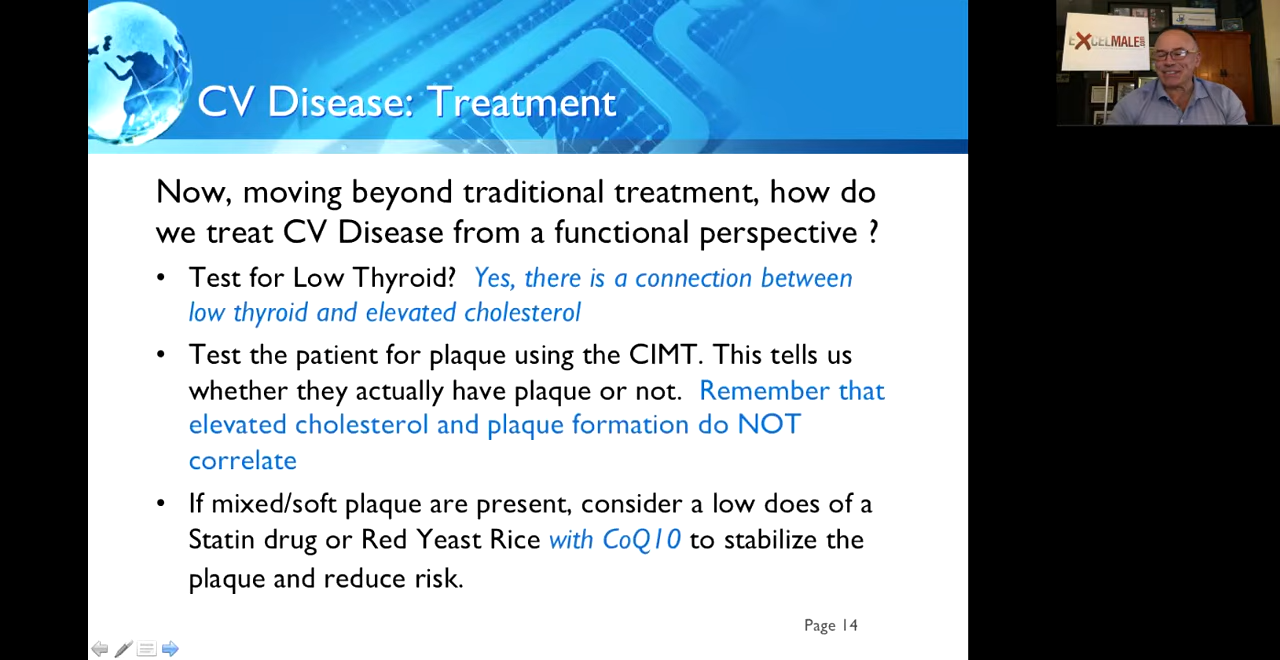 CV Disease: Treatment
EXCELMALE
Now, moving beyond traditional treatment, how do
we treat CV Disease from a functional perspective ?
• Test for Low Thyroid? Yes, there is a connection between
low thyroid and elevated cholesterol
• Test the patient for plaque using the CIMT. This tells us
whether they actually have plaque or not. Remember that
elevated cholesterol and plaque formation do NOT
correlate
• If mixed/soft plaque are present, consider a low does of a
Statin drug or Red Yeast Rice with CoQ10 to stabilize the
plaque and reduce risk.
Page 14